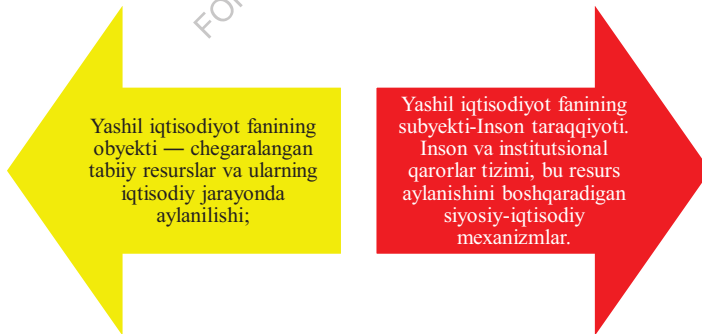 Yashil iqtisodiyot fanining
obyekti — chegaralangan
tabiiy resurslar va ularning
iqtisodiy jarayonda
aylanilishi;
Yashil iqtisodiyot fanining
subyekti-Inson taraqqiyoti.
Inson va institutsional
qarorlar tizimi, bu resurs
aylanishini boshqaradigan
siyosiy-iqtisodiy
mexanizmlar.